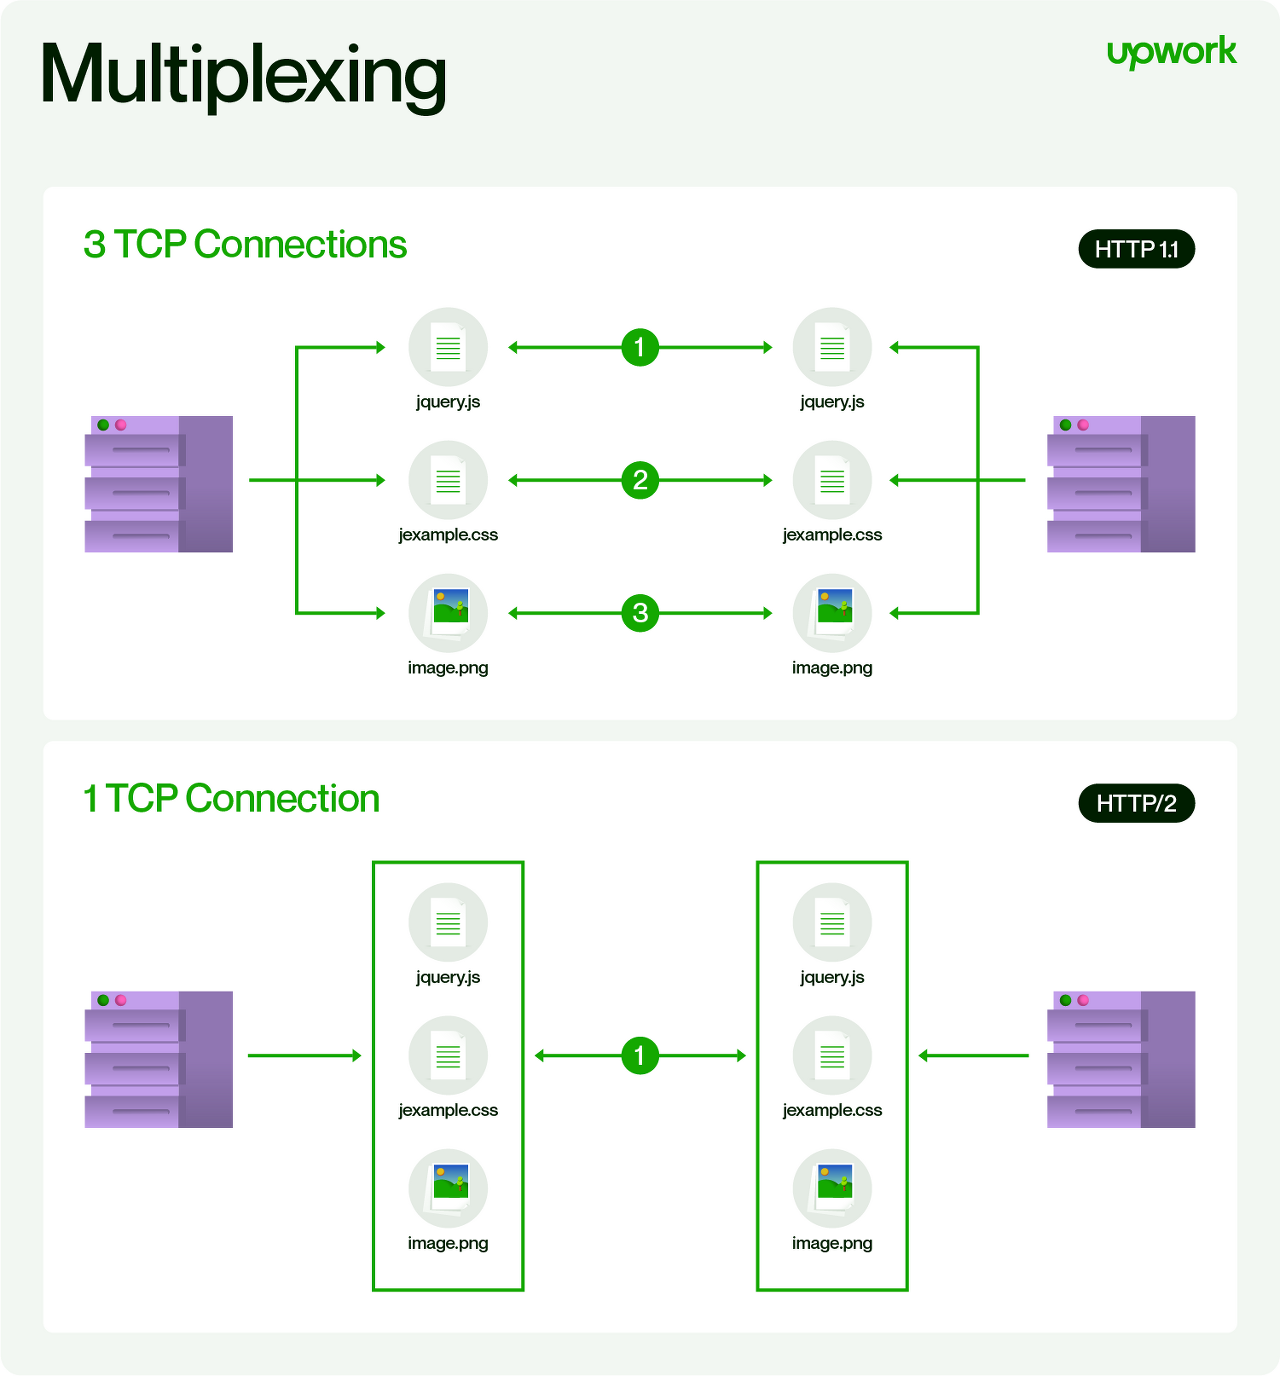 Multiplexing
upwork
3 TCP Connections
HTTP 1.1
jquery.js
1
jquery.js
jexample.css
2
jexample.css
image.png
3
image.png
1 TCP Connection
HTTP/2
jquery.js
jquery.js
jexample.css
1
jexample.css
image.png
image.png